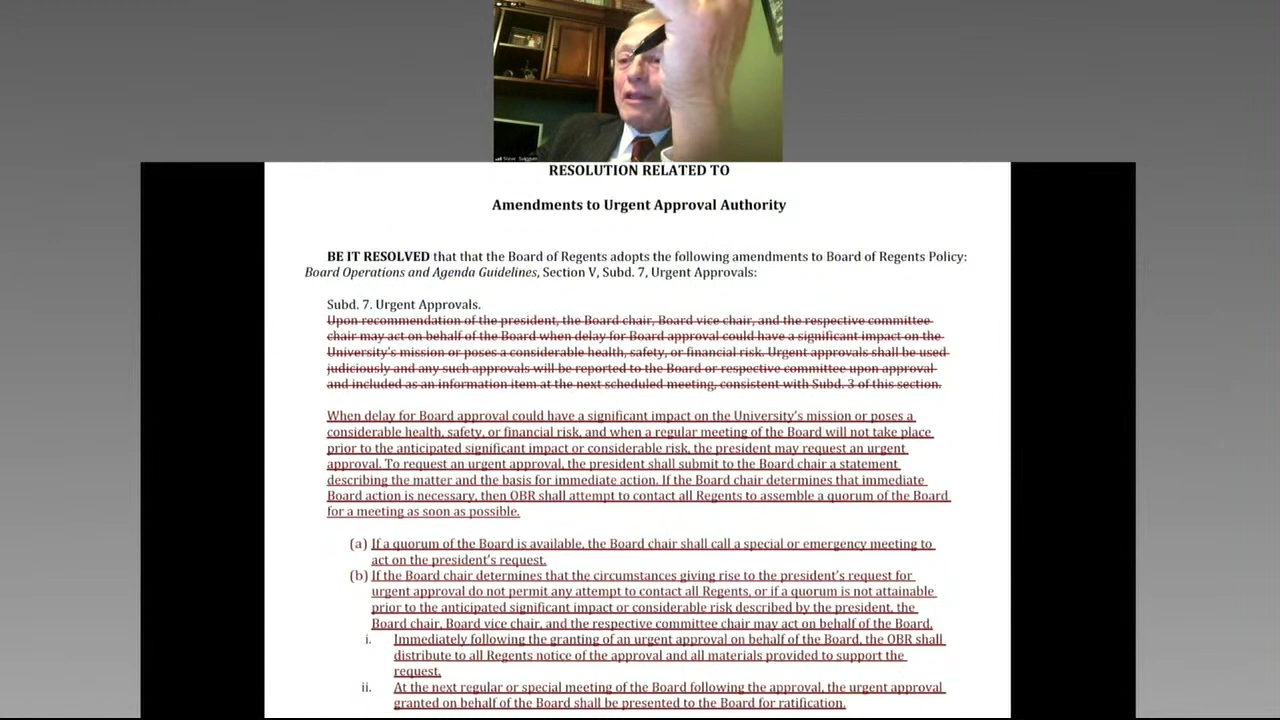 RESOLUTION RELATED TO
Amendments to Urgent Approval Authority
BE IT RESOLVED that that the Board of Regents adopts the following amendments to Board of Regents Policy:
Board Operations and Agenda Guidelines, Section V, Subd. 7, Urgent Approvals:
Subd. 7. Urgent Approvals.
Upon recommendation of the president, the Board chair, Board vice chair, and the respective committee
chair may act on behalf of the Board when delay for Board approval could have a significant impact on the
University's mission or poses a considerable health, safety, or financial risk. Urgent approvals shall be used
judiciously and any such approvals will be reported to the Board or respective committee upon approval
and included as an information item at the next scheduled meeting, consistent with Subd. 3 of this section.
When delay for Board approval could have a significant impact on the University's mission or poses a
considerable health, safety, or financial risk, and when a regular meeting of the Board will not take place
prior to the anticipated significant impact or considerable risk, the president may request an urgent
approval. To request an urgent approval, the president shall submit to the Board chair a statement
describing the matter and the basis for immediate action. If the Board chair determines that immediate
Board action is necessary, then OBR shall attempt to contact all Regents to assemble a quorum of the Board
for a meeting as soon as possible.
(a) If a quorum of the Board is available, the Board chair shall call a special or emergency meeting to
act on the president's request.
(b) If the Board chair determines that the circumstances giving rise to the president's request for
urgent approval do not permit any attempt to contact all Regents, or if a quorum is not attainable
prior to the anticipated significant impact or considerable risk described by the president, the
Board chair, Board vice chair, and the respective committee chair may act on behalf of the Board.
i. Immediately following the granting of an urgent approval on behalf of the Board, the OBR shall
distribute to all Regents notice of the approval and all materials provided to support the
request.
ii. At the next regular or special meeting of the Board following the approval, the urgent approval
granted on behalf of the Board shall be presented to the Board for ratification.